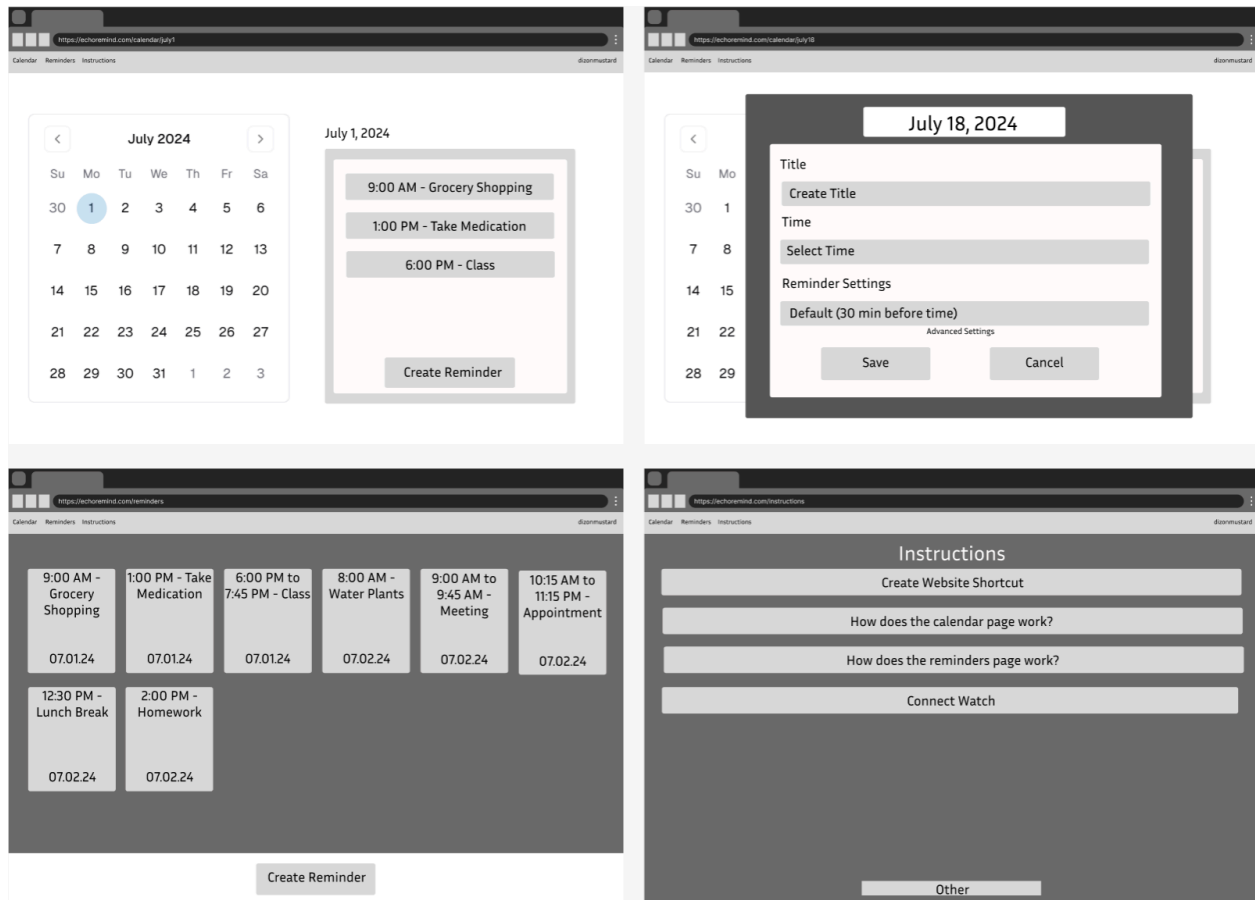 https://echoremind.com/calendar/july1
Calendar Reminders Instructions dizonmustard
July 2024
Su Mo Tu We Th Fr Sa
30 1 2 3 4 5 6
7 8 9 10 11 12 13
14 15 16 17 18 19 20
21 22 23 24 25 26 27
28 29 30 31 1 2 3
July 1, 2024
9:00 AM - Grocery Shopping
1:00 PM - Take Medication
6:00 PM - Class
Create Reminder
https://echoremind.com/calendar/july18
Calendar Reminders Instructions dizonmustard
Su Mo
30 1
7 8
14 15
21 22
28 29
July 18, 2024
Title
Create Title
Time
Select Time
Reminder Settings
Default (30 min before time)
Advanced Settings
Save Cancel
https://echoremind.com/reminders
Calendar Reminders Instructions dizonmustard
9:00 AM -
Grocery
Shopping
07.01.24
1:00 PM - Take
Medication
07.01.24
6:00 PM to
7:45 PM - Class
07.01.24
8:00 AM -
Water Plants
07.02.24
9:00 AM to
9:45 AM -
Meeting
07.02.24
10:15 AM to
11:15 PM -
Appointment
07.02.24
12:30 PM -
Lunch Break
07.02.24
2:00 PM -
Homework
07.02.24
Create Reminder
https://echoremind.com/instructions
Calendar Reminders Instructions dizonmustard
Instructions
Create Website Shortcut
How does the calendar page work?
How does the reminders page work?
Connect Watch
Other